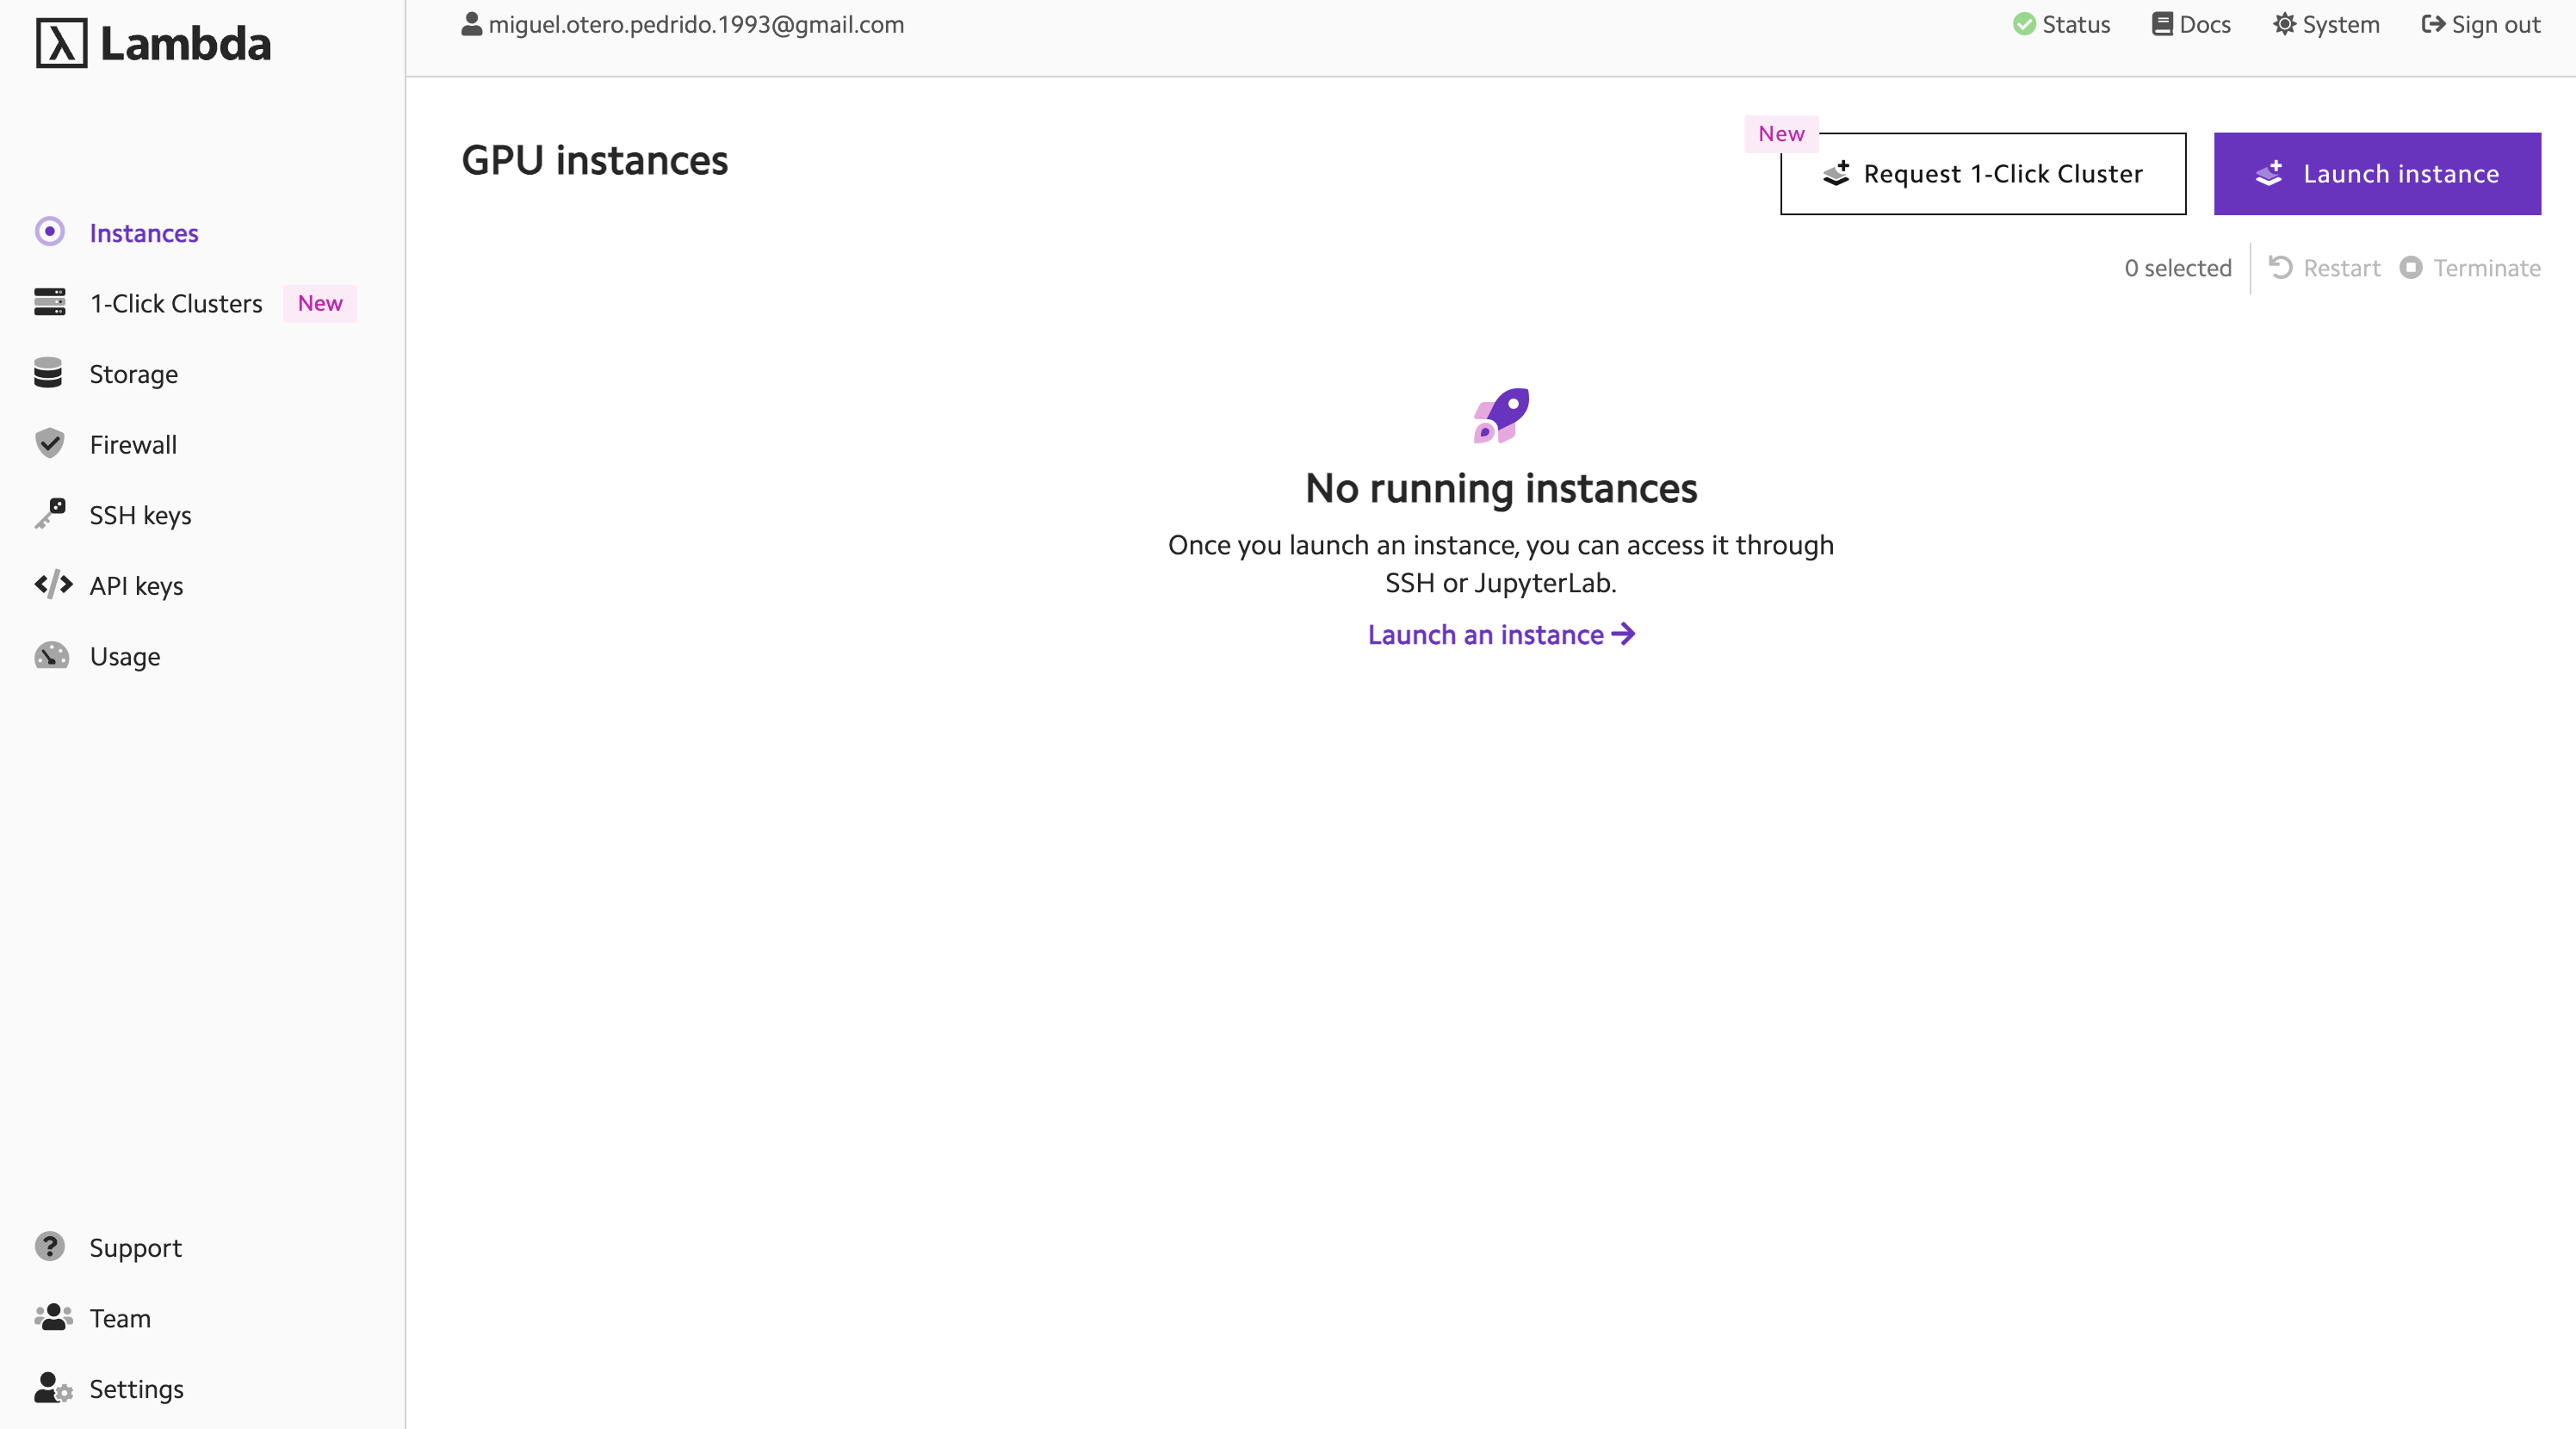 Lambda
miguel.otero.pedrido.1993@gmail.com
Status
Docs
System
Sign out
Instances
1-Click Clusters New
Storage
Firewall
SSH keys
API keys
Usage
Support
Team
Settings
GPU instances
New
Request 1-Click Cluster
Launch instance
0 selected
Restart
Terminate
No running instances
Once you launch an instance, you can access it through
SSH or JupyterLab.
Launch an instance